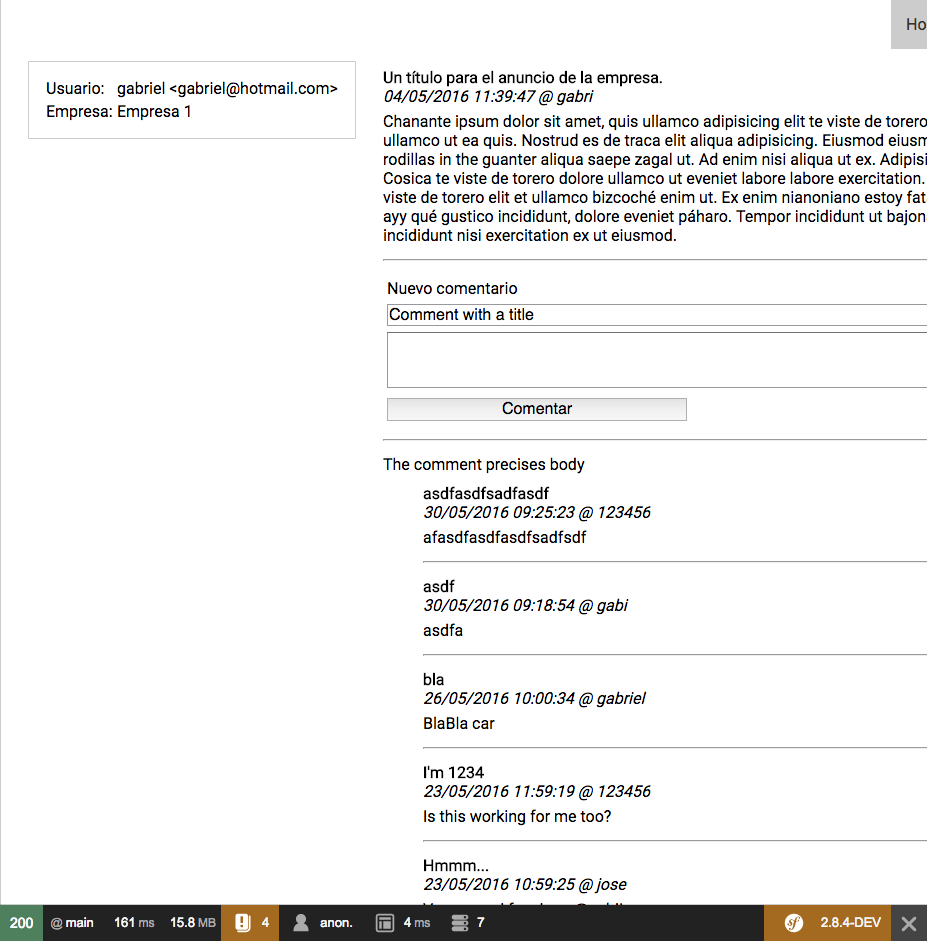 Ho
Usuario: gabriel <gabriel@hotmail.com>
Empresa: Empresa 1
Un título para el anuncio de la empresa.
04/05/2016 11:39:47 @ gabri
Chanante ipsum dolor sit amet, quis ullamco adipisicing elit te viste de torero
ullamco ut ea quis. Nostrud es de traca elit aliqua adipisicing. Eiusmod eiusm
rodillas in the guanter aliqua saepe zagal ut. Ad enim nisi aliqua ut ex. Adipisi
Cosica te viste de torero dolore ullamco ut eveniet labore labore exercitation.
viste de torero elit et ullamco bizcoché enim ut. Ex enim nianoniano estoy fat
ayy qué gustico incididunt, dolore eveniet páharo. Tempor incididunt ut bajon
incididunt nisi exercitation ex ut eiusmod.
Nuevo comentario
Comment with a title
Comentar
The comment precises body
asdfasdfsadfasdf
30/05/2016 09:25:23 @ 123456
afasdfasdfasdfsadfsdf
asdf
30/05/2016 09:18:54 @ gabi
asdfa
bla
26/05/2016 10:00:34 @ gabriel
BlaBla car
I'm 1234
23/05/2016 11:59:19 @ 123456
Is this working for me too?
Hmmm...
23/05/2016 10:59:25 @ jose
200 @ main 161 ms 15.8 MB 4 anon. 4 ms 7 2.8.4-DEV